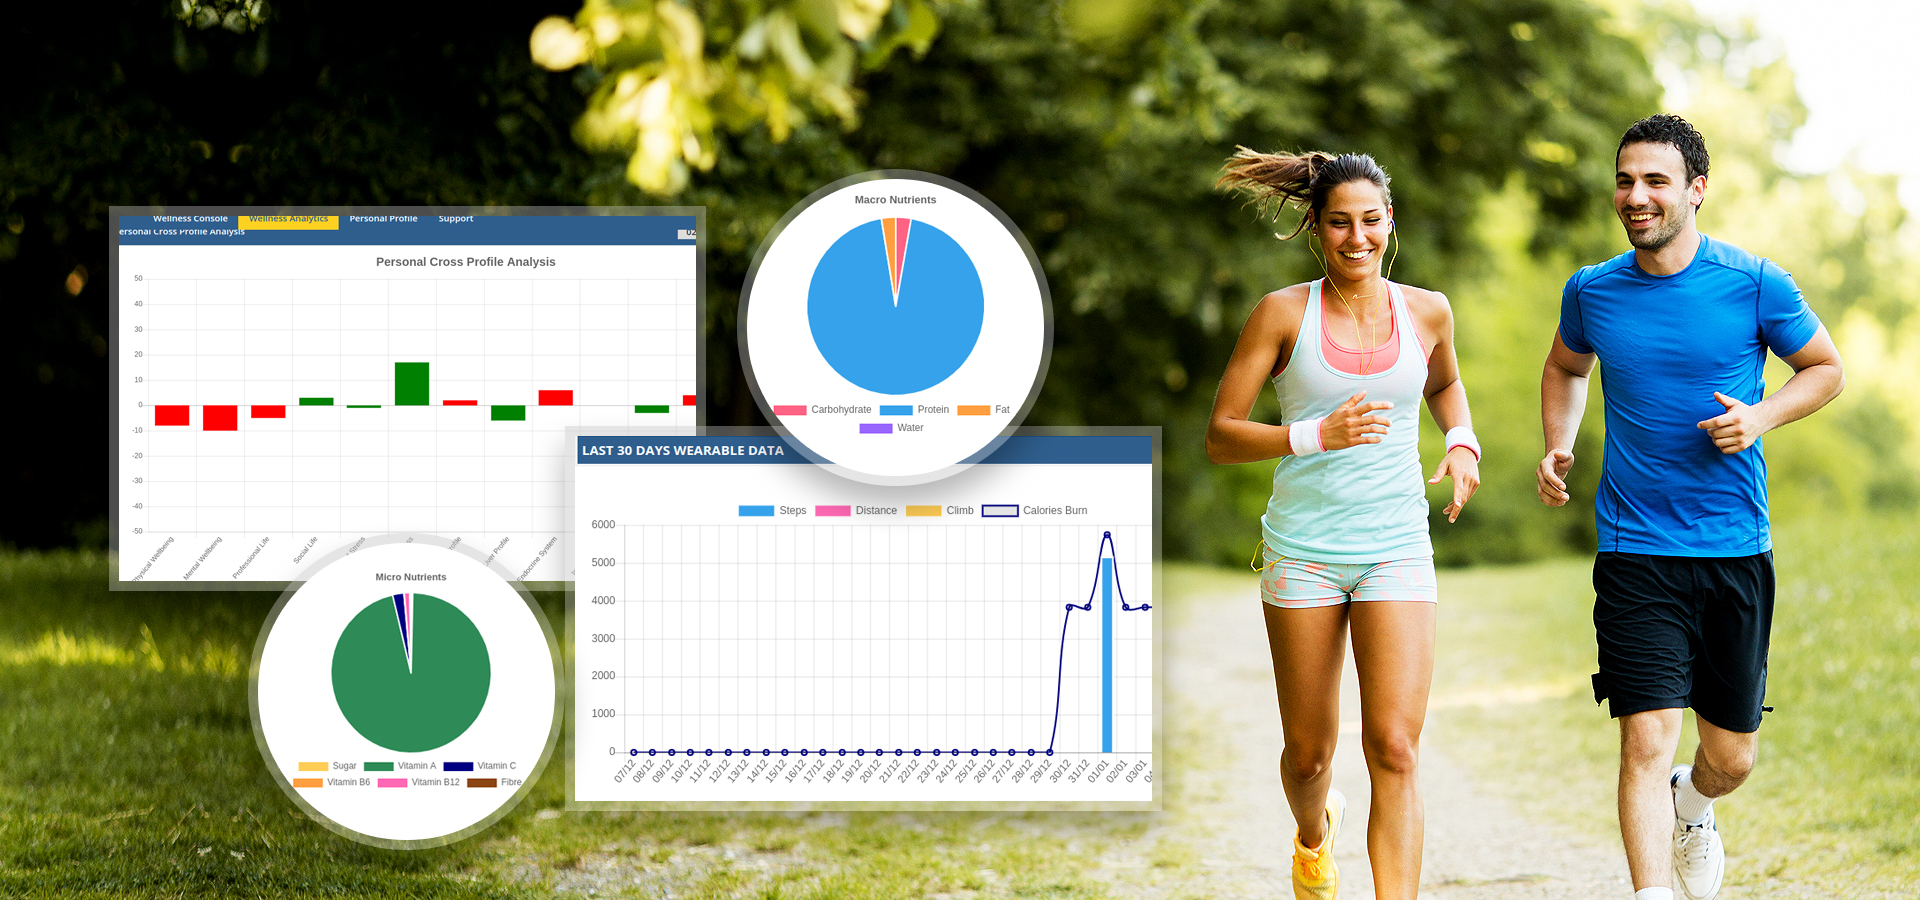 Wellness Console Wellness Analytics Personal Profile Support
ersonal Cross Profile Analysis 02
Personal Cross Profile Analysis
50
40
30
20
10
0
-10
-20
-30
-40
-50
hysical Wellbeing
Mental Wellbeing
Professional Life
Social Life
Stress
ofile
ver Profile
Endocrine System
Macro Nutrients
Carbohydrate Protein Fat
Water
LAST 30 DAYS WEARABLE DATA
Steps Distance Climb Calories Burn
6000
5000
4000
3000
2000
1000
0
07/12 08/12 09/12 10/12 11/12 12/12 13/12 14/12 15/12 16/12 17/12 18/12 19/12 20/12 21/12 22/12 23/12 24/12 25/12 26/12 27/12 28/12 29/12 30/12 31/12 01/01 02/01 03/01
Micro Nutrients
Sugar Vitamin A Vitamin C
Vitamin B6 Vitamin B12 Fibre